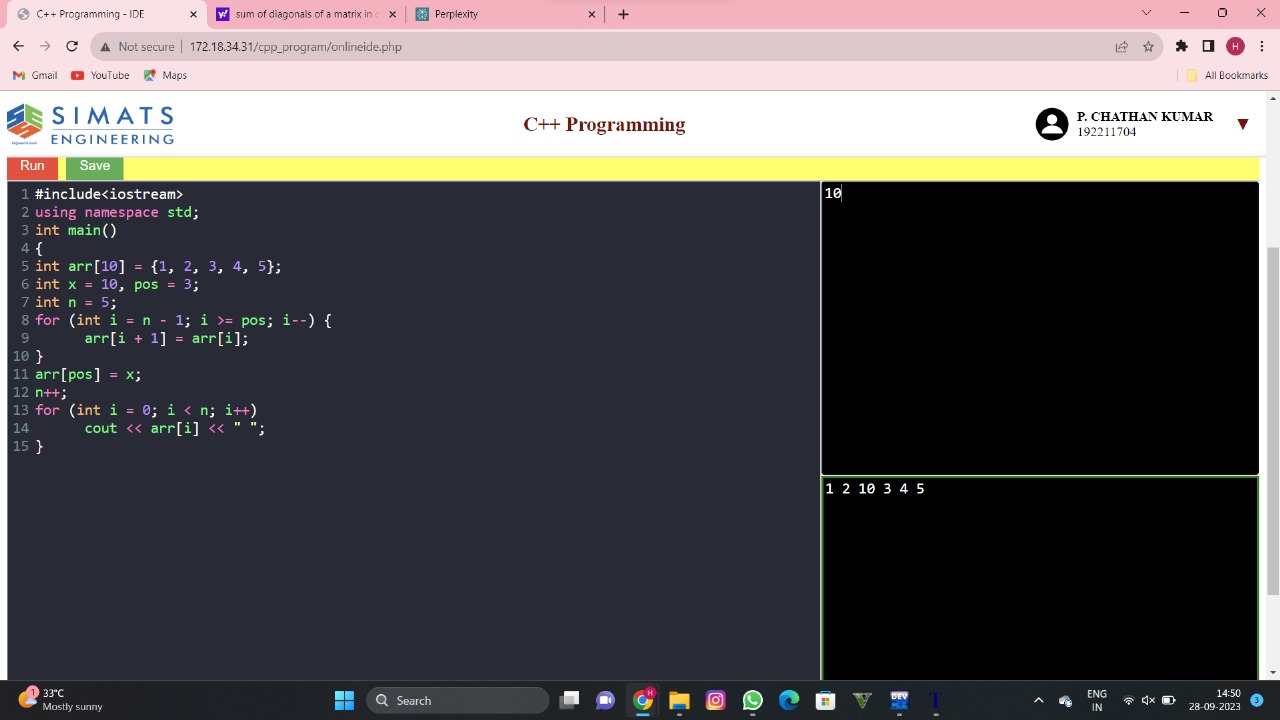 C++ Programming - IDE
sum of diagonals of a matrix in c
Perplexity
Not secure | 172.18.34.31/cpp_program/onlineide.php
H
Gmail YouTube Maps All Bookmarks
SIMATS
ENGINEERING
C++ Programming
P. CHATHAN KUMAR
192211704
Run Save
1 #include<iostream>
2 using namespace std;
3 int main()
4 {
5 int arr[10] = {1, 2, 3, 4, 5};
6 int x = 10, pos = 3;
7 int n = 5;
8 for (int i = n - 1; i >= pos; i--) {
9 arr[i + 1] = arr[i];
10 }
11 arr[pos] = x;
12 n++;
13 for (int i = 0; i < n; i++)
14 cout << arr[i] << " ";
15 }
10
1 2 10 3 4 5
1
33°C
Mostly sunny
Search
H
DEV
T
ENG
IN
14:50
28-09-2023
3